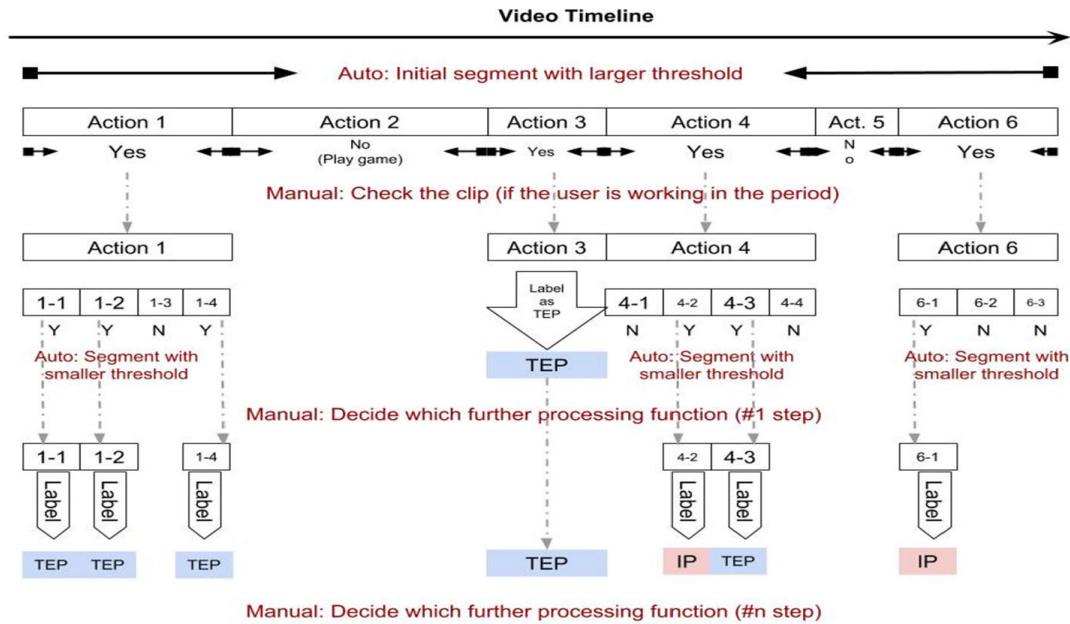 Video Timeline
Auto: Initial segment with larger threshold
Action 1 Action 2 Action 3 Action 4 Act. 5 Action 6
Yes No Yes Yes N Yes
(Play game) o
Manual: Check the clip (if the user is working in the period)
Action 1 Action 3 Action 4 Action 6
Label
as
TEP
1-1 1-2 1-3 1-4 4-1 4-2 4-3 4-4 6-1 6-2 6-3
Y Y N Y N Y Y N Y N N
Auto: Segment with Auto: Segment with Auto: Segment with
smaller threshold smaller threshold smaller threshold
TEP
Manual: Decide which further processing function (#1 step)
1-1 1-2 1-4 4-2 4-3 6-1
Label Label Label Label Label Label
TEP TEP TEP TEP IP TEP IP
Manual: Decide which further processing function (#n step)